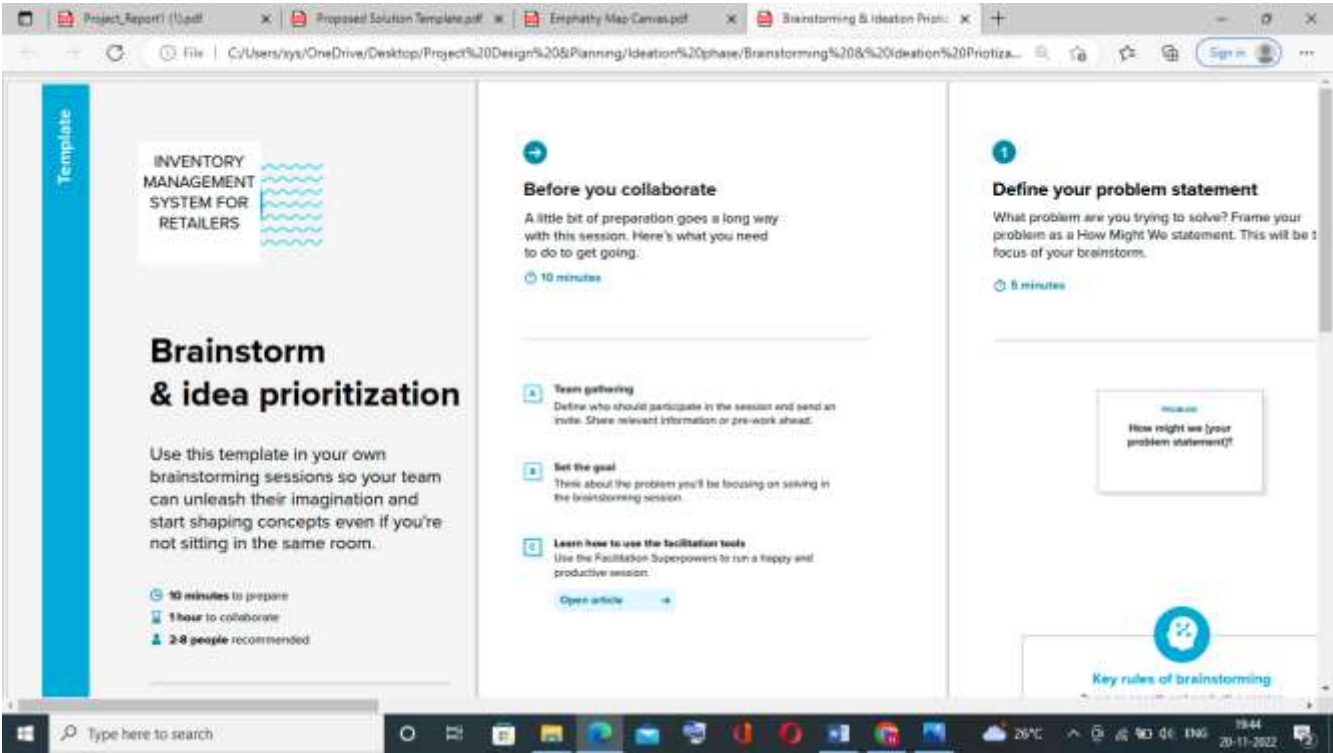 Project_Report1 (1).pdf
Proposed Solution Template.pdf
Emphathy Map Canvas.pdf
Brainstorming & Ideation Priotiz
File
C:/Users/sys/OneDrive/Desktop/Project%20Design%20&Planning/Ideation%20phase/Brainstorming%20&%20Ideation%20Priotiza...
Sign in
Template
INVENTORY
MANAGEMENT
SYSTEM FOR
RETAILERS
Brainstorm
& idea prioritization
Use this template in your own
brainstorming sessions so your team
can unleash their imagination and
start shaping concepts even if you're
not sitting in the same room.
10 minutes to prepare
1 hour to collaborate
2-8 people recommended
Before you collaborate
A little bit of preparation goes a long way
with this session. Here's what you need
to do to get going.
10 minutes
A
Team gathering
Define who should participate in the session and send an
invite. Share relevant information or pre-work ahead.
B
Set the goal
Think about the problem you'll be focusing on solving in
the brainstorming session.
C
Learn how to use the facilitation tools
Use the Facilitation Superpowers to run a happy and
productive session.
Open article
1
Define your problem statement
What problem are you trying to solve? Frame your
problem as a How Might We statement. This will be t
focus of your brainstorm.
5 minutes
PROBLEM
How might we [your
problem statement]?
Key rules of brainstorming
Type here to search
26°C
ENG
19:44
20-11-2022